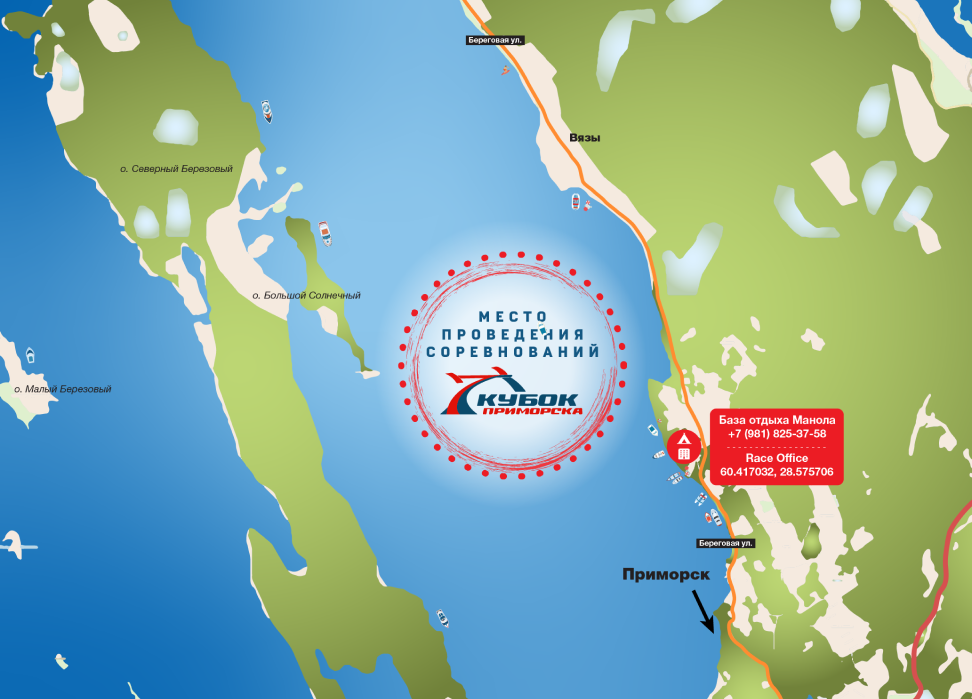 Береговая ул.
Вязы
о. Северный Березовый
о. Большой Солнечный
МЕСТО
ПРОВЕДЕНИЯ
СОРЕВНОВАНИЙ
КУБОК
ПРИМОРСКА
о. Малый Березовый
База отдыха Манола
+7 (981) 825-37-58
Race Office
60.417032, 28.575706
Береговая ул.
Приморск